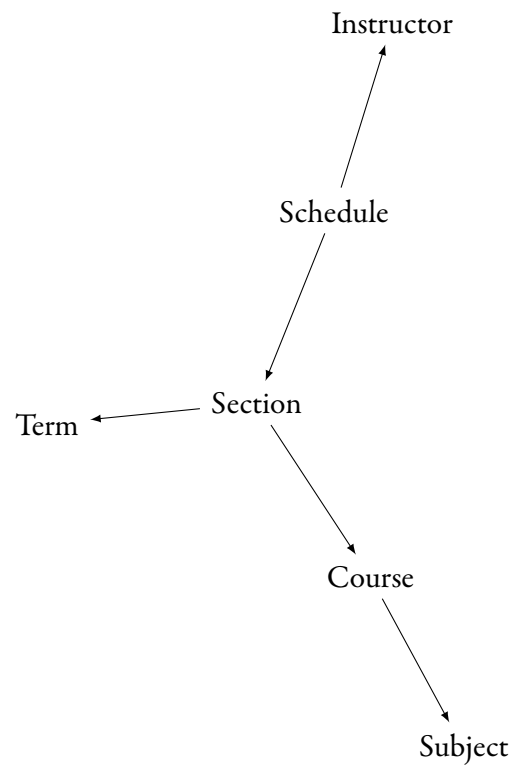 Instructor
Schedule
Section
Term
Course
Subject